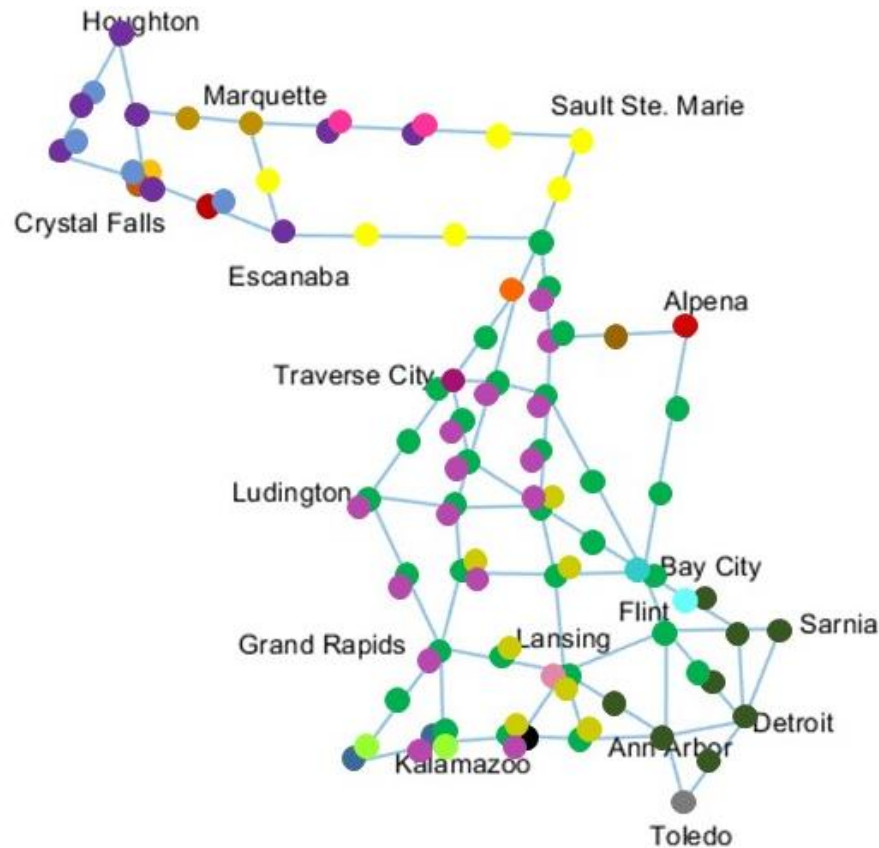 Houghton
Marquette
Sault Ste. Marie
Crystal Falls
Escanaba
Alpena
Traverse City
Ludington
Bay City
Flint
Sarnia
Grand Rapids
Lansing
Detroit
Ann Arbor
Kalamazoo
Toledo